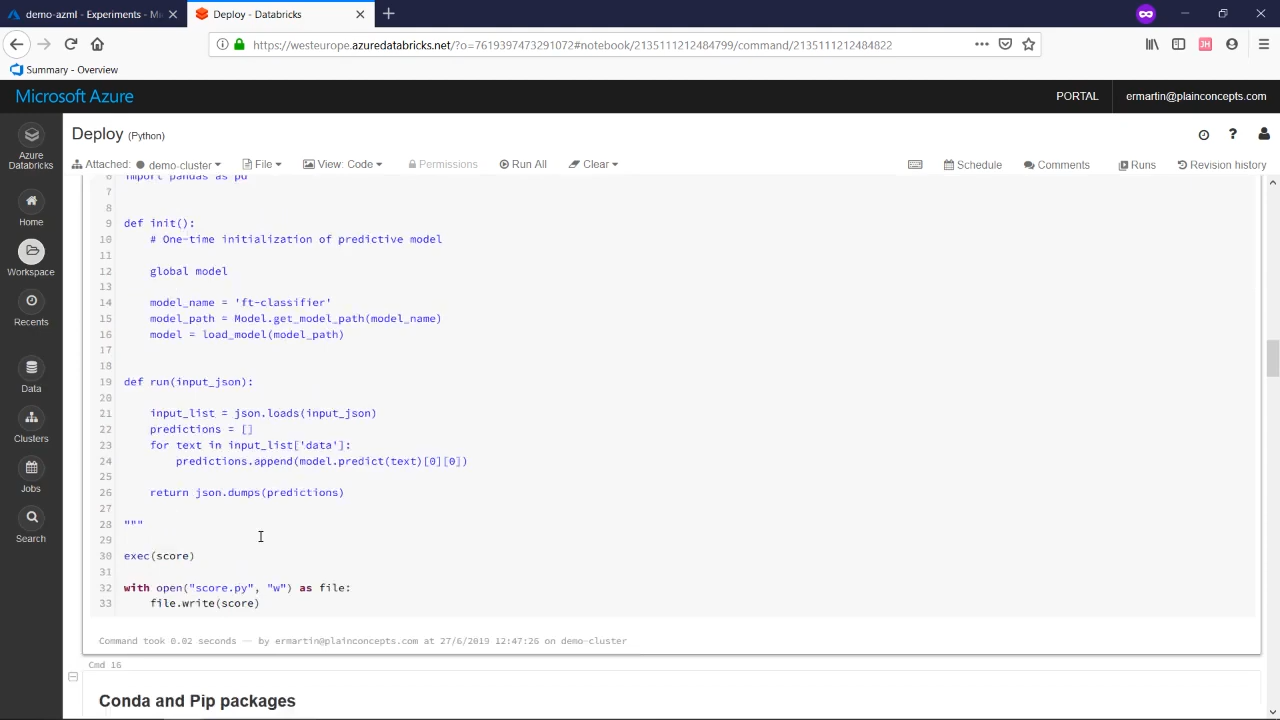 demo-azml - Experiments - Mi
Deploy - Databricks
https://westeurope.azuredatabricks.net/?o=7619397473291072#notebook/2135111212484799/command/2135111212484822
Summary - Overview
Microsoft Azure
PORTAL
ermartin@plainconcepts.com
Azure
Databricks
Home
Workspace
Recents
Data
Clusters
Jobs
Search
Deploy (Python)
Attached: demo-cluster
File
View: Code
Permissions
Run All
Clear
Schedule
Comments
Runs
Revision history
6 import pandas as pd
7
8
9 def init():
10 # One-time initialization of predictive model
11
12 global model
13
14 model_name = 'ft-classifier'
15 model_path = Model.get_model_path(model_name)
16 model = load_model(model_path)
17
18
19 def run(input_json):
20
21 input_list = json.loads(input_json)
22 predictions = []
23 for text in input_list['data']:
24 predictions.append(model.predict(text)[0][0])
25
26 return json.dumps(predictions)
27
28 """
29
30 exec(score)
31
32 with open("score.py", "w") as file:
33 file.write(score)
Command took 0.02 seconds -- by ermartin@plainconcepts.com at 27/6/2019 12:47:26 on demo-cluster
Cmd 16
Conda and Pip packages